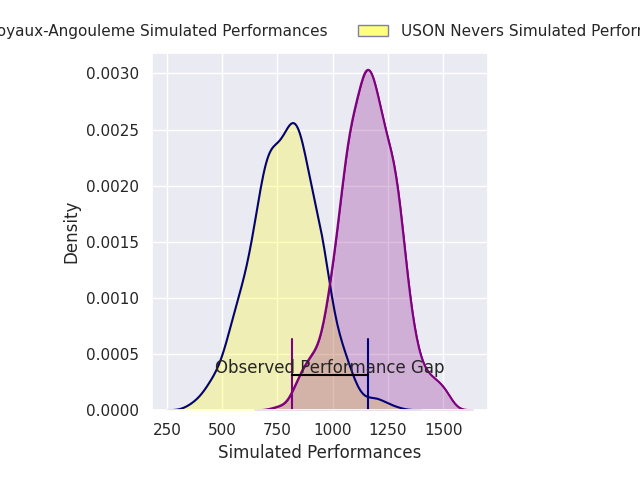 oyaux-Angouleme Simulated Performances USON Nevers Simulated Perfor
0.0030
0.0025
0.0020
0.0015
0.0010
0.0005
0.0000
Density
Observed Performance Gap
250 500 750 1000 1250 1500
Simulated Performances